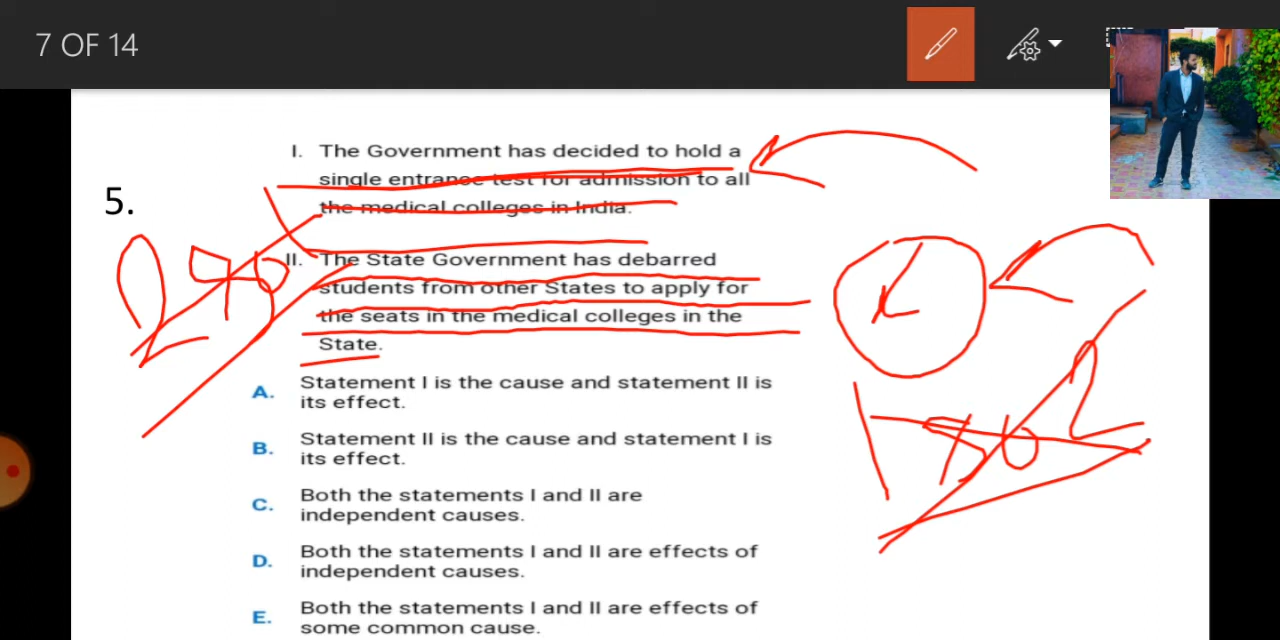 7 OF 14
5.
I. The Government has decided to hold a
single entrance test for admission to all
the medical colleges in India.
II. The State Government has debarred
students from other States to apply for
the seats in the medical colleges in the
State.
A. Statement I is the cause and statement II is
its effect.
B. Statement II is the cause and statement I is
its effect.
C. Both the statements I and II are
independent causes.
D. Both the statements I and II are effects of
independent causes.
E. Both the statements I and II are effects of
some common cause.